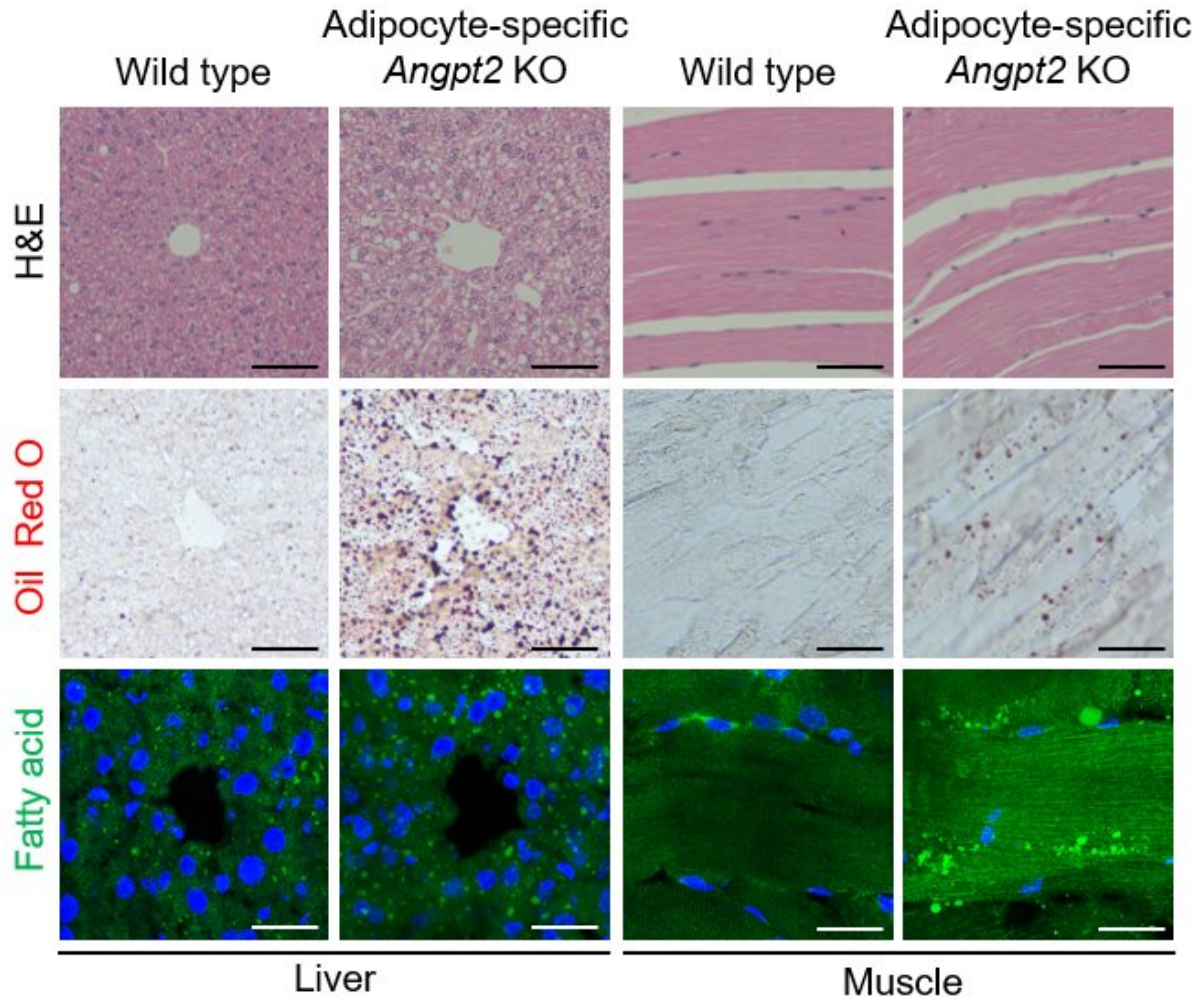 Adipocyte-specific
Adipocyte-specific
Wild type
Angpt2 KO
Wild type
Angpt2 KO
H&E
Oil Red O
Fatty acid
Liver
Muscle